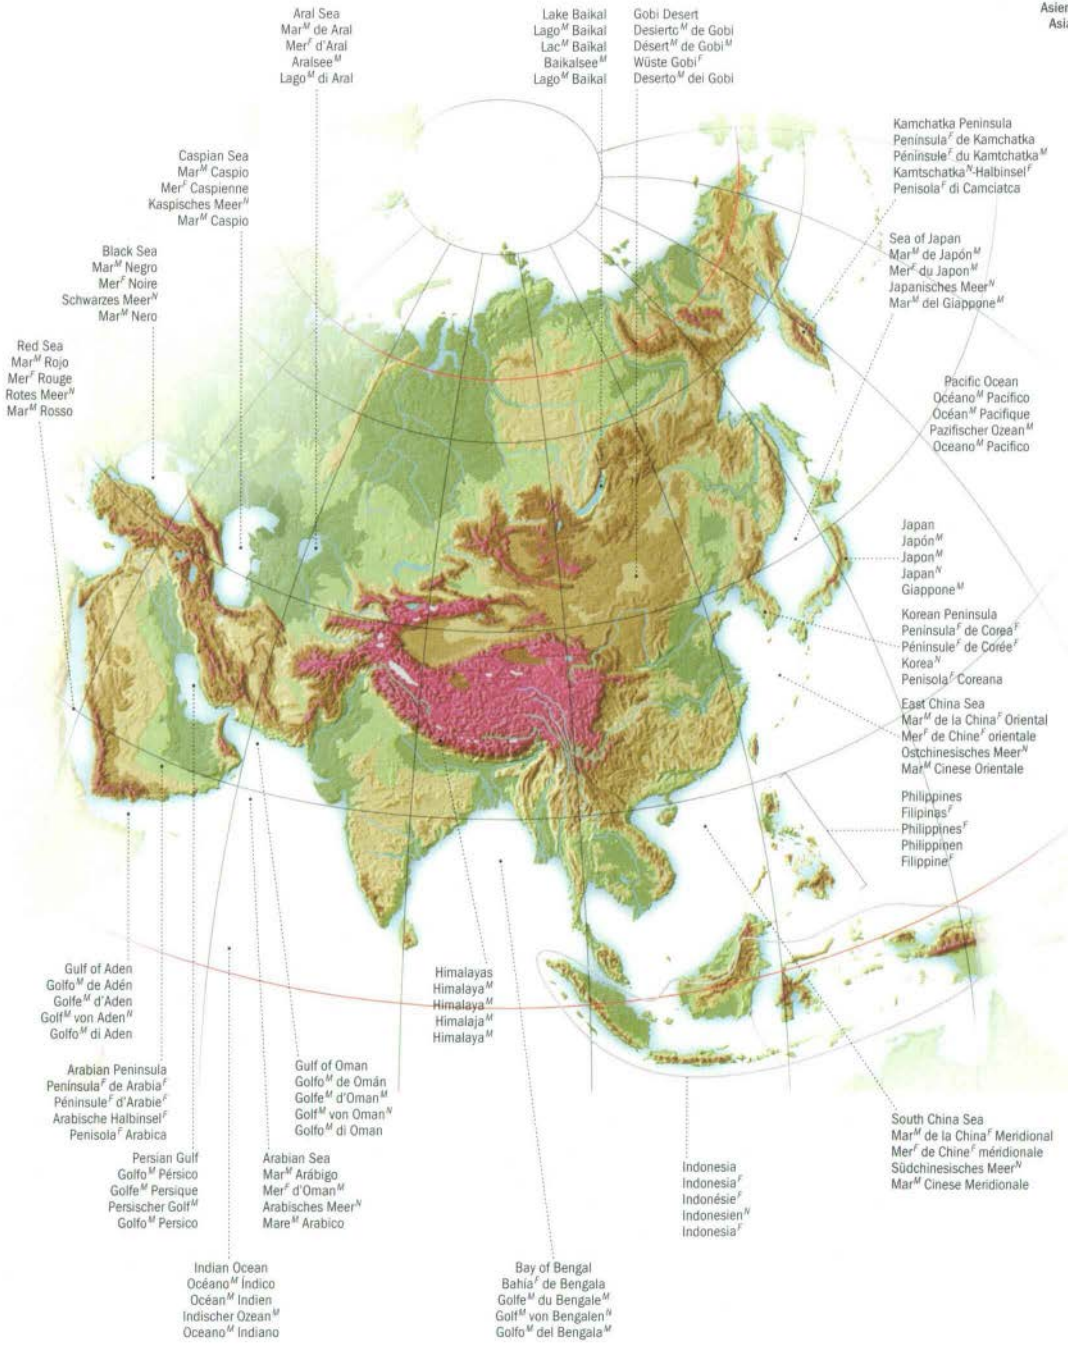 Asien
Asia
Aral Sea
Mar^M de Aral
Mer^F d'Aral
Aralsee^M
Lago^M di Aral
Lake Baikal
Lago^M Baikal
Lac^M Baïkal
Baikalsee^M
Lago^M Baikal
Gobi Desert
Desierto^M de Gobi
Désert^M de Gobi^M
Wüste Gobi^F
Deserto^M dei Gobi
Kamchatka Peninsula
Península^F de Kamchatka
Péninsule^F du Kamtchatka^M
Kamtschatka^N-Halbinsel^F
Penisola^F di Camciatca
Caspian Sea
Mar^M Caspio
Mer^F Caspienne
Kaspisches Meer^N
Mar^M Caspio
Black Sea
Mar^M Negro
Mer^F Noire
Schwarzes Meer^N
Mar^M Nero
Sea of Japan
Mar^M de Japón^M
Mer^F du Japon^M
Japanisches Meer^N
Mar^M del Giappone^M
Red Sea
Mar^M Rojo
Mer^F Rouge
Rotes Meer^N
Mar^M Rosso
Pacific Ocean
Océano^M Pacífico
Océan^M Pacifique
Pazifischer Ozean^M
Oceano^M Pacifico
Japan
Japón^M
Japon^M
Japan^N
Giappone^M
Korean Peninsula
Península^F de Corea^F
Péninsule^F de Corée^F
Korea^N
Penisola^F Coreana
East China Sea
Mar^M de la China^F Oriental
Mer^F de Chine^F orientale
Ostchinesisches Meer^N
Mar^M Cinese Orientale
Philippines
Filipinas^F
Philippines^F
Philippinen
Filippine^F
Gulf of Aden
Golfo^M de Adén
Golfe^M d'Aden
Golf^M von Aden^N
Golfo^M di Aden
Himalayas
Himalaya^M
Himalaya^M
Himalaja^M
Himalaya^M
Arabian Peninsula
Península^F de Arabia^F
Péninsule^F d'Arabie^F
Arabische Halbinsel^F
Penisola^F Arabica
Gulf of Oman
Golfo^M de Omán
Golfe^M d'Oman^M
Golf^M von Oman^N
Golfo^M di Oman
South China Sea
Mar^M de la China^F Meridional
Mer^F de Chine^F méridionale
Südchinesisches Meer^N
Mar^M Cinese Meridionale
Persian Gulf
Golfo^M Pérsico
Golfe^M Persique
Persischer Golf^M
Golfo^M Persico
Arabian Sea
Mar^M Arábigo
Mer^F d'Oman^M
Arabisches Meer^N
Mare^M Arabico
Indonesia
Indonesia^F
Indonésie^F
Indonesien^N
Indonesia^F
Indian Ocean
Océano^M Índico
Océan^M Indien
Indischer Ozean^M
Oceano^M Indiano
Bay of Bengal
Bahía^F de Bengala
Golfe^M du Bengale^M
Golf^M von Bengalen^N
Golfo^M del Bengala^M